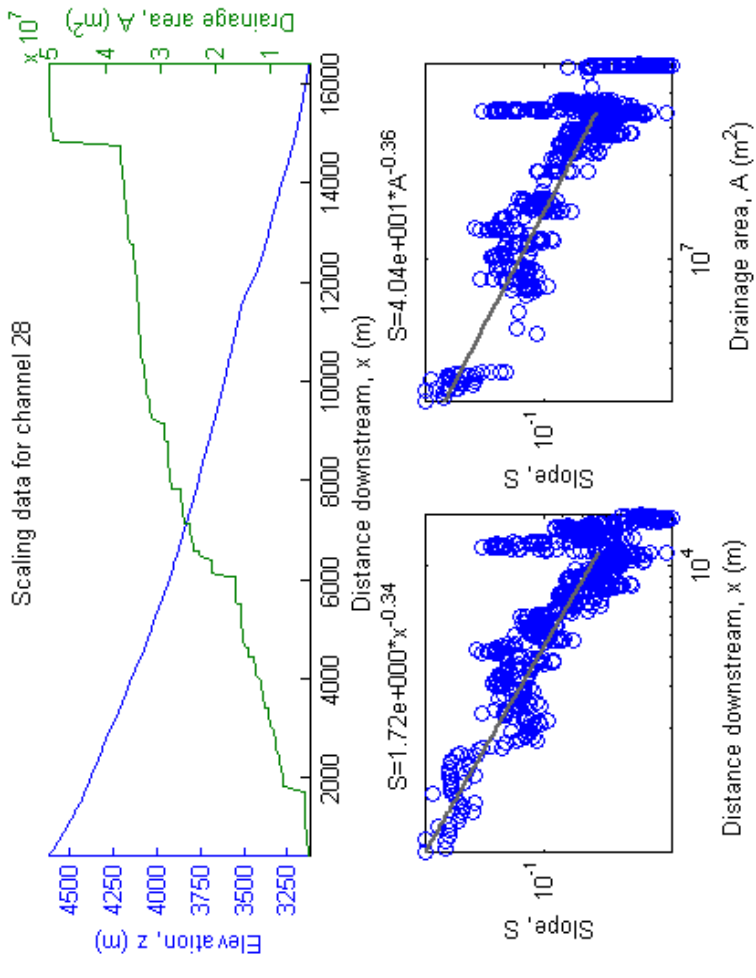 Scaling data for channel 28
x 10^7
Elevation, z (m)
4500
4250
4000
3750
3500
3250
Drainage area, A (m²)
5
4
3
2
1
2000 4000 6000 8000 10000 12000 14000 16000
Distance downstream, x (m)
S=1.72e+000*x^-0.34
Slope, S
10^-1
10^4
Distance downstream, x (m)
S=4.04e+001*A^-0.36
Slope, S
10^-1
10^7
Drainage area, A (m²)